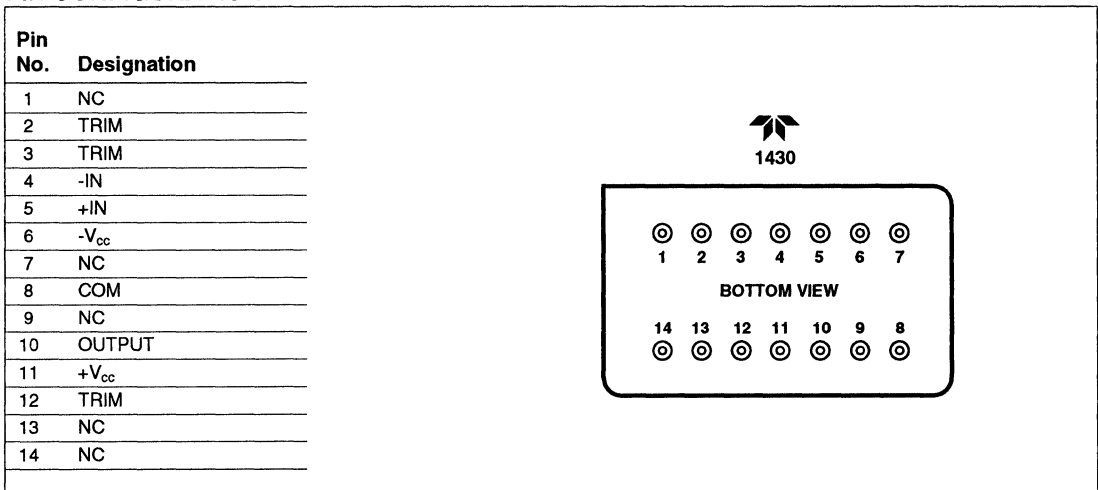 Pin
No. Designation
1 NC
2 TRIM
3 TRIM
4 -IN
5 +IN
6 -Vcc
7 NC
8 COM
9 NC
10 OUTPUT
11 +Vcc
12 TRIM
13 NC
14 NC
1430
1 2 3 4 5 6 7
BOTTOM VIEW
14 13 12 11 10 9 8